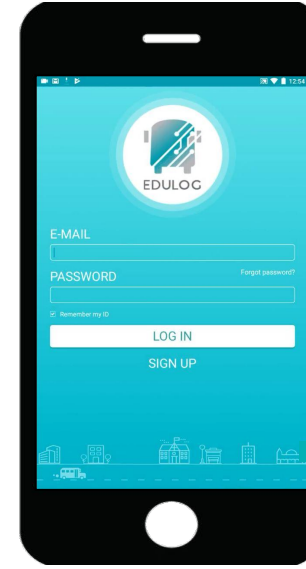 12:54
EDULOG
E-MAIL
PASSWORD
Forgot password?
Remember my ID
LOG IN
SIGN UP